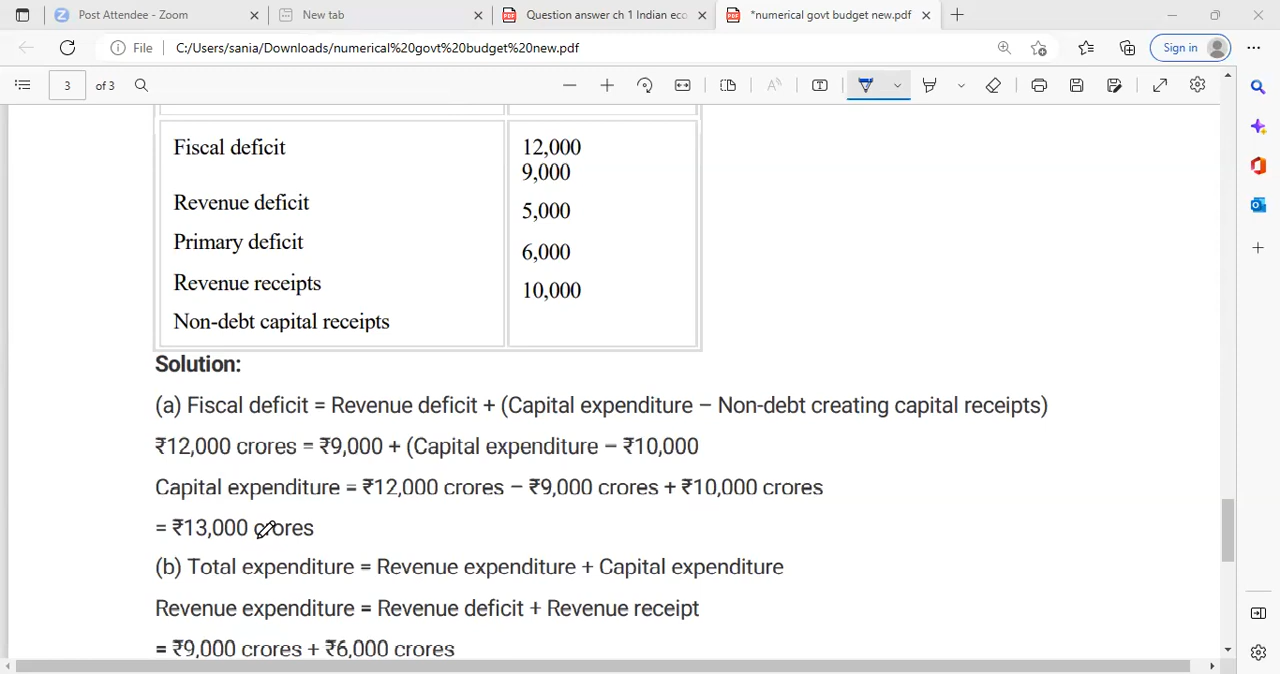 Post Attendee - Zoom
New tab
Question answer ch 1 Indian eco
*numerical govt budget new.pdf
File
C:/Users/sania/Downloads/numerical%20govt%20budget%20new.pdf
Sign in
3
of 3
Fiscal deficit
12,000
9,000
Revenue deficit
5,000
Primary deficit
6,000
Revenue receipts
10,000
Non-debt capital receipts
Solution:
(a) Fiscal deficit = Revenue deficit + (Capital expenditure − Non-debt creating capital receipts)
₹12,000 crores = ₹9,000 + (Capital expenditure − ₹10,000
Capital expenditure = ₹12,000 crores − ₹9,000 crores + ₹10,000 crores
= ₹13,000 crores
(b) Total expenditure = Revenue expenditure + Capital expenditure
Revenue expenditure = Revenue deficit + Revenue receipt
= ₹9,000 crores + ₹6,000 crores